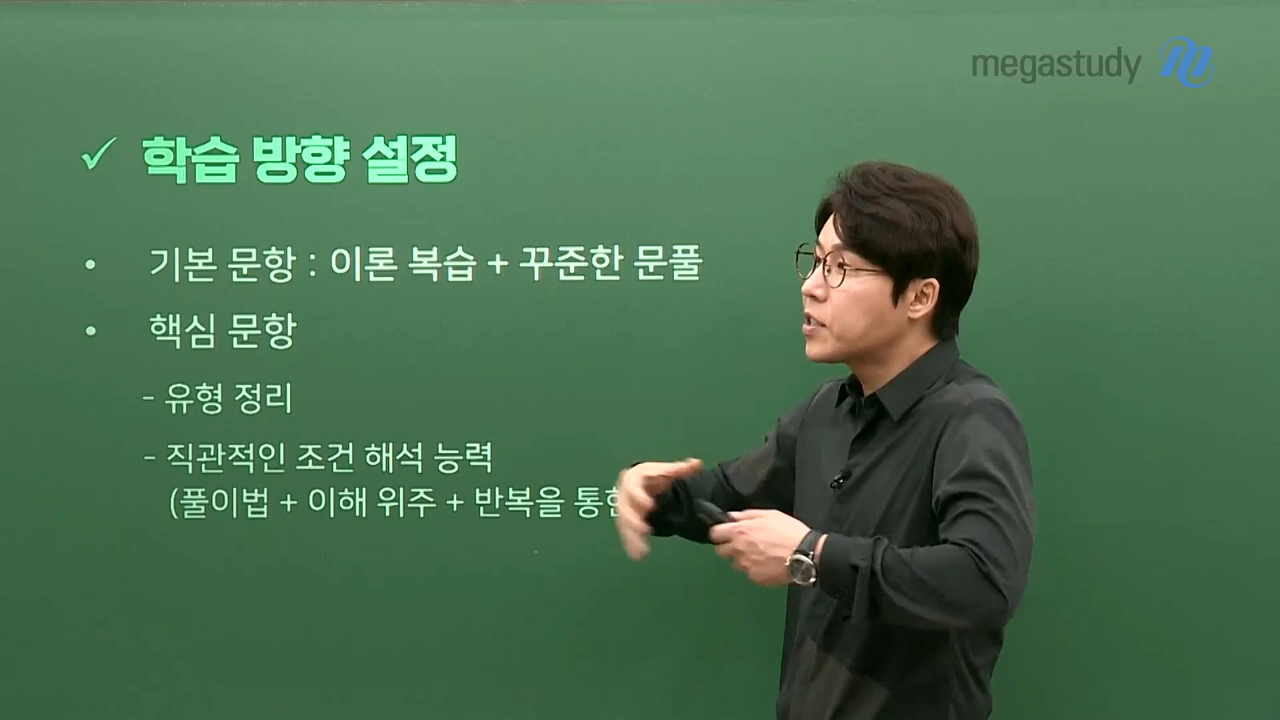 megastudy
✓ 학습 방향 설정
• 기본 문항 : 이론 복습 + 꾸준한 문풀
• 핵심 문항
- 유형 정리
- 직관적인 조건 해석 능력
(풀이법 + 이해 위주 + 반복을